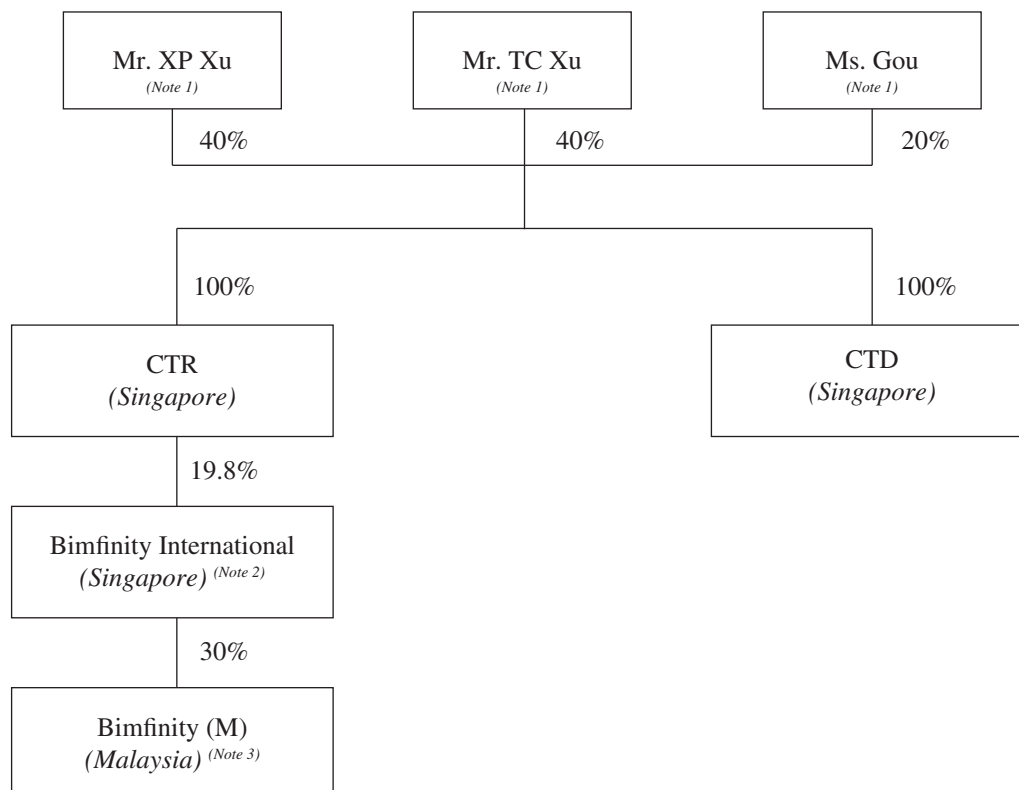 Mr. XP Xu
(Note 1)
Mr. TC Xu
(Note 1)
Ms. Gou
(Note 1)
40%
40%
20%
100%
100%
CTR
(Singapore)
CTD
(Singapore)
19.8%
Bimfinity International
(Singapore) (Note 2)
30%
Bimfinity (M)
(Malaysia) (Note 3)